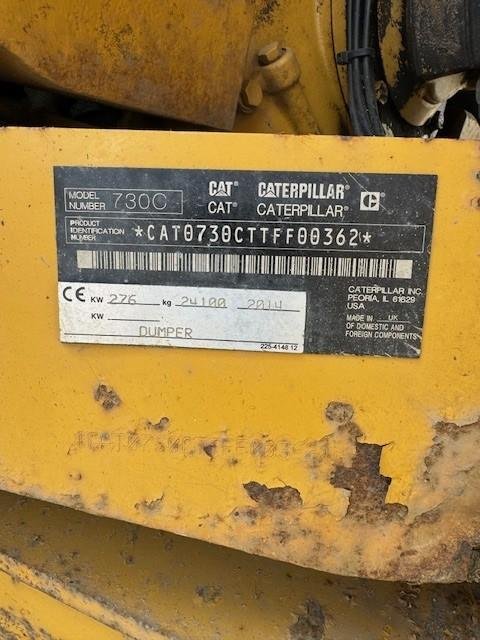 MODEL NUMBER 730C
CAT® CATERPILLAR®
CAT® CATERPILLAR®
PRODUCT IDENTIFICATION NUMBER *CAT0730CTTFF00362*
CE KW 276 kg 24100 2014
KW
DUMPER
225-4148 12
CATERPILLAR INC.
PEORIA, IL 61629
USA
MADE IN UK
OF DOMESTIC AND
FOREIGN COMPONENTS